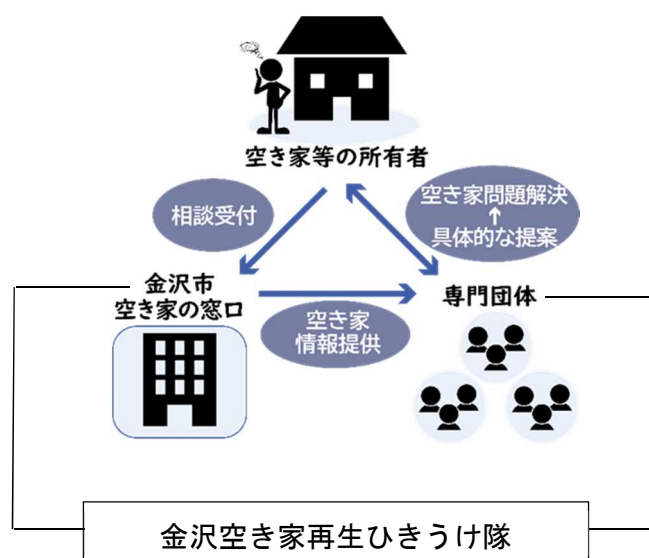 空き家等の所有者
相談受付
空き家問題解決
↑
具体的な提案
金沢市
空き家の窓口
専門団体
空き家
情報提供
金沢空き家再生ひきうけ隊